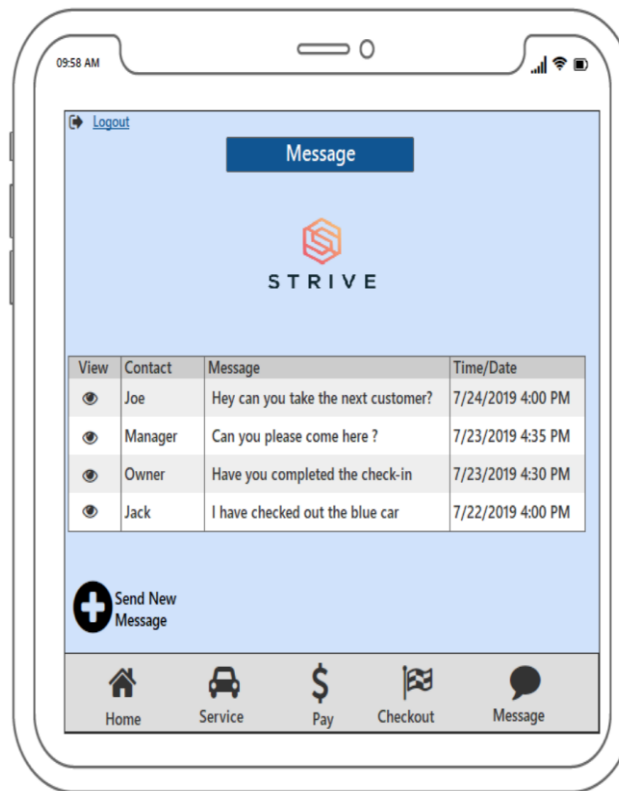 09:58 AM
Logout
Message
STRIVE
View Contact Message Time/Date
Joe Hey can you take the next customer? 7/24/2019 4:00 PM
Manager Can you please come here ? 7/23/2019 4:35 PM
Owner Have you completed the check-in 7/23/2019 4:30 PM
Jack I have checked out the blue car 7/22/2019 4:00 PM
Send New
Message
Home Service Pay Checkout Message